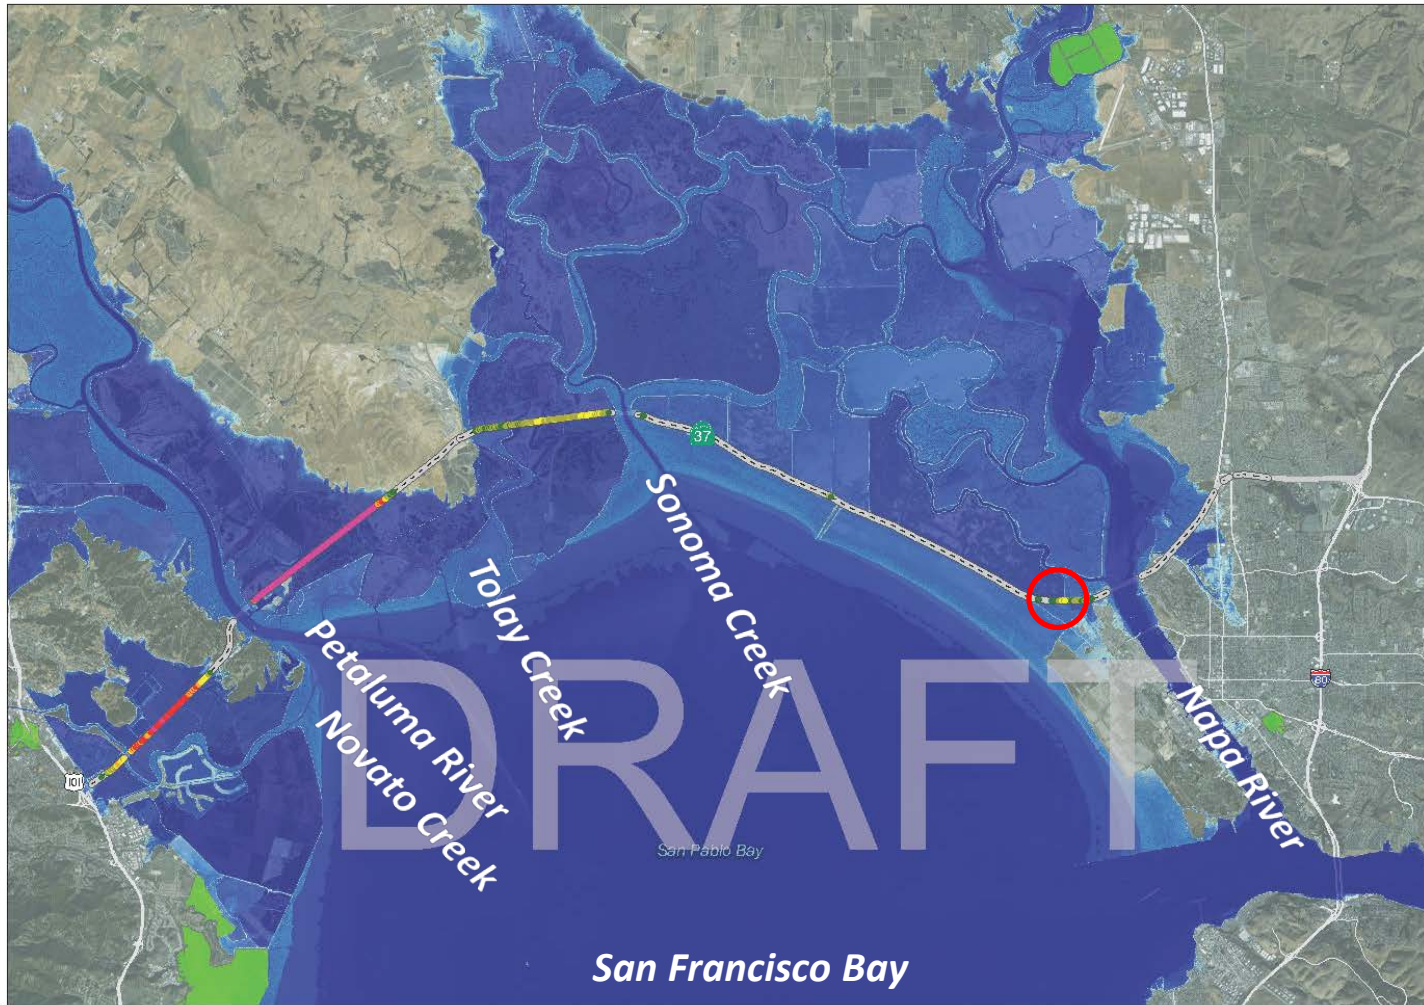 37
Sonoma Creek
Tolay Creek
Petaluma River
Novato Creek
Napa River
80
101
DRAFT
San Pablo Bay
San Francisco Bay